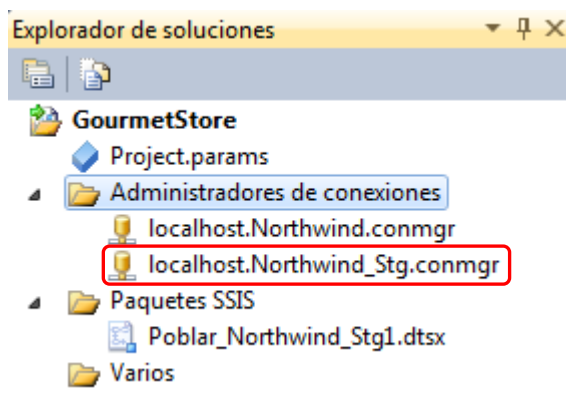 Explorador de soluciones
GourmetStore
Project.params
Administradores de conexiones
localhost.Northwind.conmgr
localhost.Northwind_Stg.conmgr
Paquetes SSIS
Poblar_Northwind_Stg1.dtsx
Varios